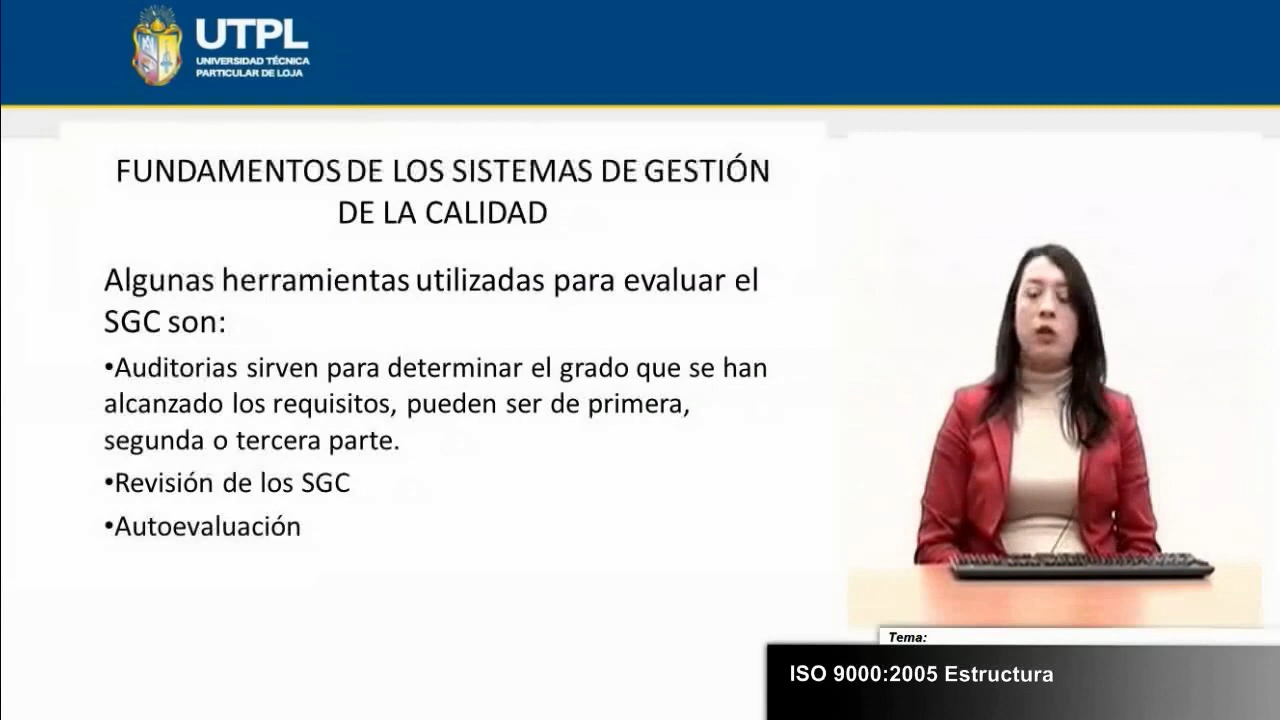 UTPL
UNIVERSIDAD TÉCNICA
PARTICULAR DE LOJA
FUNDAMENTOS DE LOS SISTEMAS DE GESTIÓN
DE LA CALIDAD
Algunas herramientas utilizadas para evaluar el
SGC son:
•Auditorias sirven para determinar el grado que se han
alcanzado los requisitos, pueden ser de primera,
segunda o tercera parte.
•Revisión de los SGC
•Autoevaluación
Tema:
ISO 9000:2005 Estructura